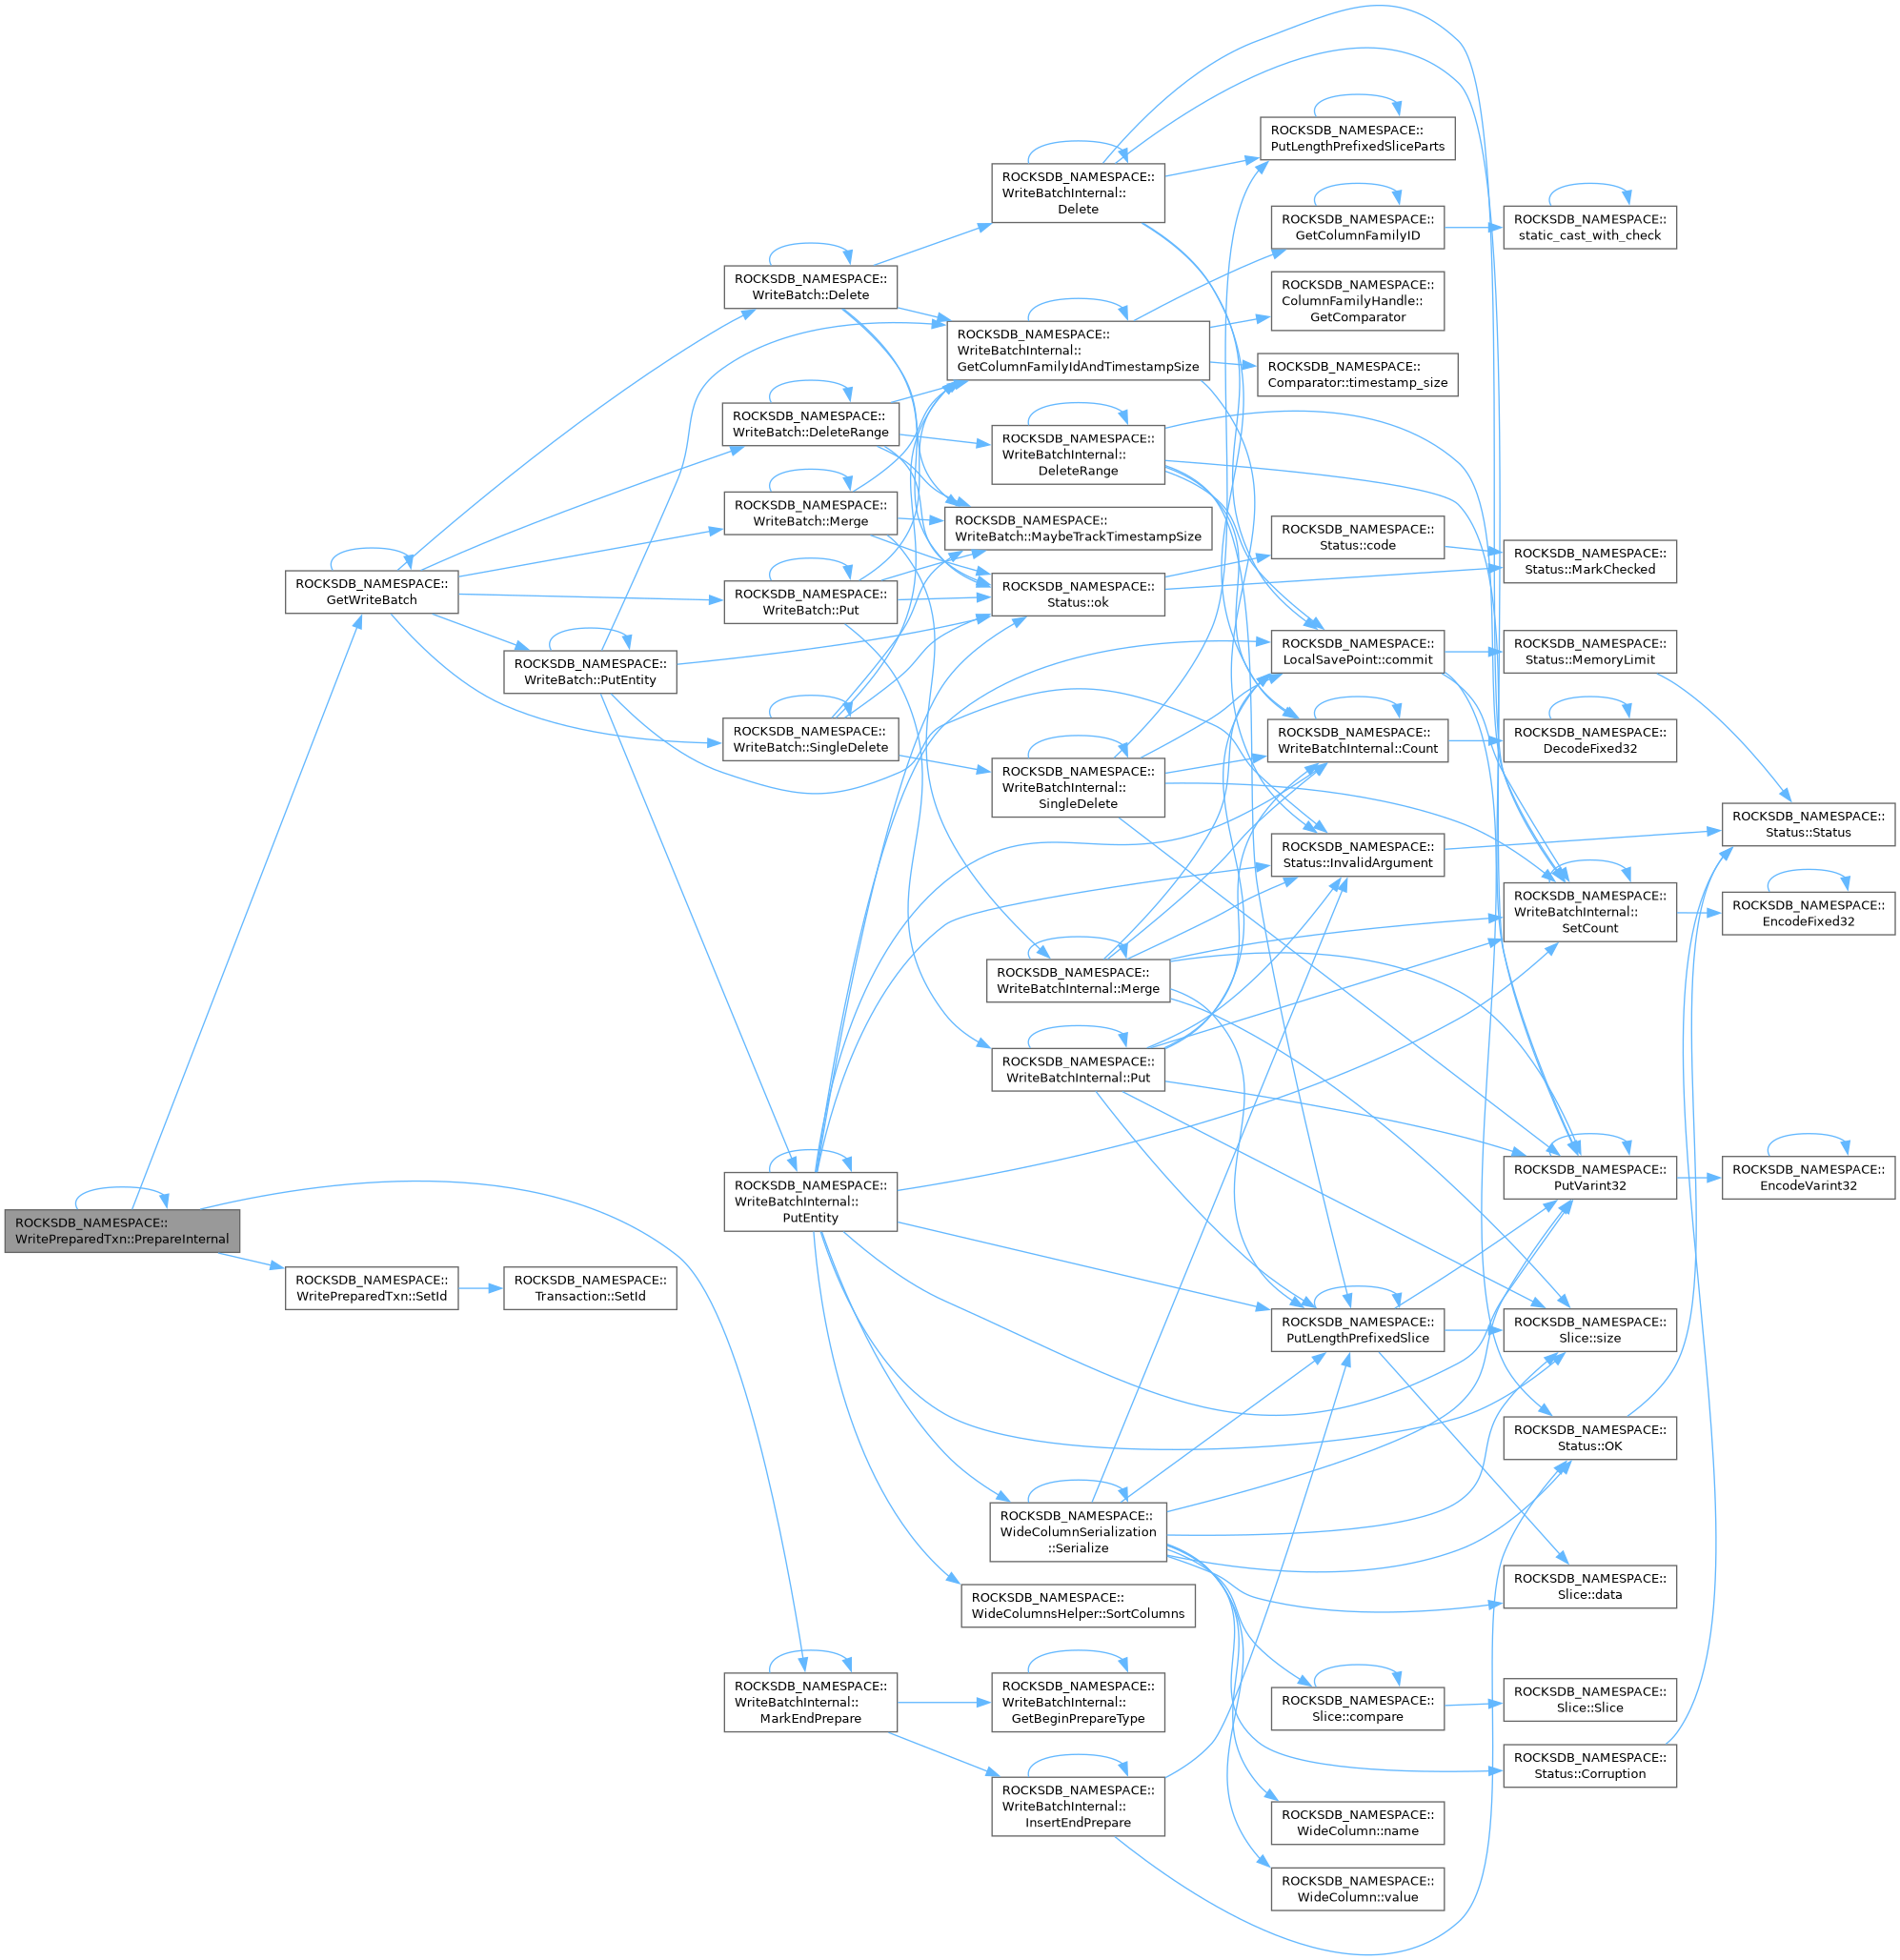 ROCKSDB_NAMESPACE::
WritePreparedTxn::PrepareInternal
ROCKSDB_NAMESPACE::
GetWriteBatch
ROCKSDB_NAMESPACE::
WritePreparedTxn::SetId
ROCKSDB_NAMESPACE::
WriteBatch::PutEntity
ROCKSDB_NAMESPACE::
Transaction::SetId
ROCKSDB_NAMESPACE::
WriteBatch::Delete
ROCKSDB_NAMESPACE::
WriteBatch::DeleteRange
ROCKSDB_NAMESPACE::
WriteBatch::Merge
ROCKSDB_NAMESPACE::
WriteBatch::Put
ROCKSDB_NAMESPACE::
WriteBatch::SingleDelete
ROCKSDB_NAMESPACE::
WriteBatchInternal::
PutEntity
ROCKSDB_NAMESPACE::
WriteBatchInternal::
MarkEndPrepare
ROCKSDB_NAMESPACE::
WriteBatchInternal::
Delete
ROCKSDB_NAMESPACE::
WriteBatchInternal::
GetColumnFamilyIdAndTimestampSize
ROCKSDB_NAMESPACE::
WriteBatchInternal::
DeleteRange
ROCKSDB_NAMESPACE::
WriteBatch::MaybeTrackTimestampSize
ROCKSDB_NAMESPACE::
Status::ok
ROCKSDB_NAMESPACE::
WriteBatchInternal::
SingleDelete
ROCKSDB_NAMESPACE::
WriteBatchInternal::Merge
ROCKSDB_NAMESPACE::
WriteBatchInternal::Put
ROCKSDB_NAMESPACE::
WideColumnSerialization
::Serialize
ROCKSDB_NAMESPACE::
WideColumnsHelper::SortColumns
ROCKSDB_NAMESPACE::
WriteBatchInternal::
GetBeginPrepareType
ROCKSDB_NAMESPACE::
WriteBatchInternal::
InsertEndPrepare
ROCKSDB_NAMESPACE::
PutLengthPrefixedSliceParts
ROCKSDB_NAMESPACE::
GetColumnFamilyID
ROCKSDB_NAMESPACE::
ColumnFamilyHandle::
GetComparator
ROCKSDB_NAMESPACE::
Comparator::timestamp_size
ROCKSDB_NAMESPACE::
Status::code
ROCKSDB_NAMESPACE::
LocalSavePoint::commit
ROCKSDB_NAMESPACE::
WriteBatchInternal::Count
ROCKSDB_NAMESPACE::
Status::InvalidArgument
ROCKSDB_NAMESPACE::
PutLengthPrefixedSlice
ROCKSDB_NAMESPACE::
Slice::compare
ROCKSDB_NAMESPACE::
WideColumn::name
ROCKSDB_NAMESPACE::
WideColumn::value
ROCKSDB_NAMESPACE::
static_cast_with_check
ROCKSDB_NAMESPACE::
Status::MarkChecked
ROCKSDB_NAMESPACE::
Status::MemoryLimit
ROCKSDB_NAMESPACE::
DecodeFixed32
ROCKSDB_NAMESPACE::
WriteBatchInternal::
SetCount
ROCKSDB_NAMESPACE::
PutVarint32
ROCKSDB_NAMESPACE::
Slice::size
ROCKSDB_NAMESPACE::
Status::OK
ROCKSDB_NAMESPACE::
Slice::data
ROCKSDB_NAMESPACE::
Slice::Slice
ROCKSDB_NAMESPACE::
Status::Corruption
ROCKSDB_NAMESPACE::
Status::Status
ROCKSDB_NAMESPACE::
EncodeFixed32
ROCKSDB_NAMESPACE::
EncodeVarint32